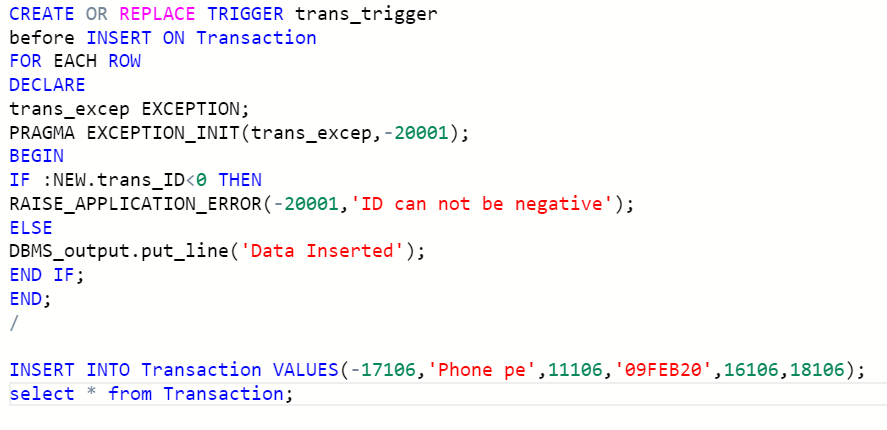 CREATE OR REPLACE TRIGGER trans_trigger
before INSERT ON Transaction
FOR EACH ROW
DECLARE
trans_excep EXCEPTION;
PRAGMA EXCEPTION_INIT(trans_excep,-20001);
BEGIN
IF :NEW.trans_ID<0 THEN
RAISE_APPLICATION_ERROR(-20001,'ID can not be negative');
ELSE
DBMS_output.put_line('Data Inserted');
END IF;
END;
/
INSERT INTO Transaction VALUES(-17106,'Phone pe',11106,'09FEB20',16106,18106);
select * from Transaction;